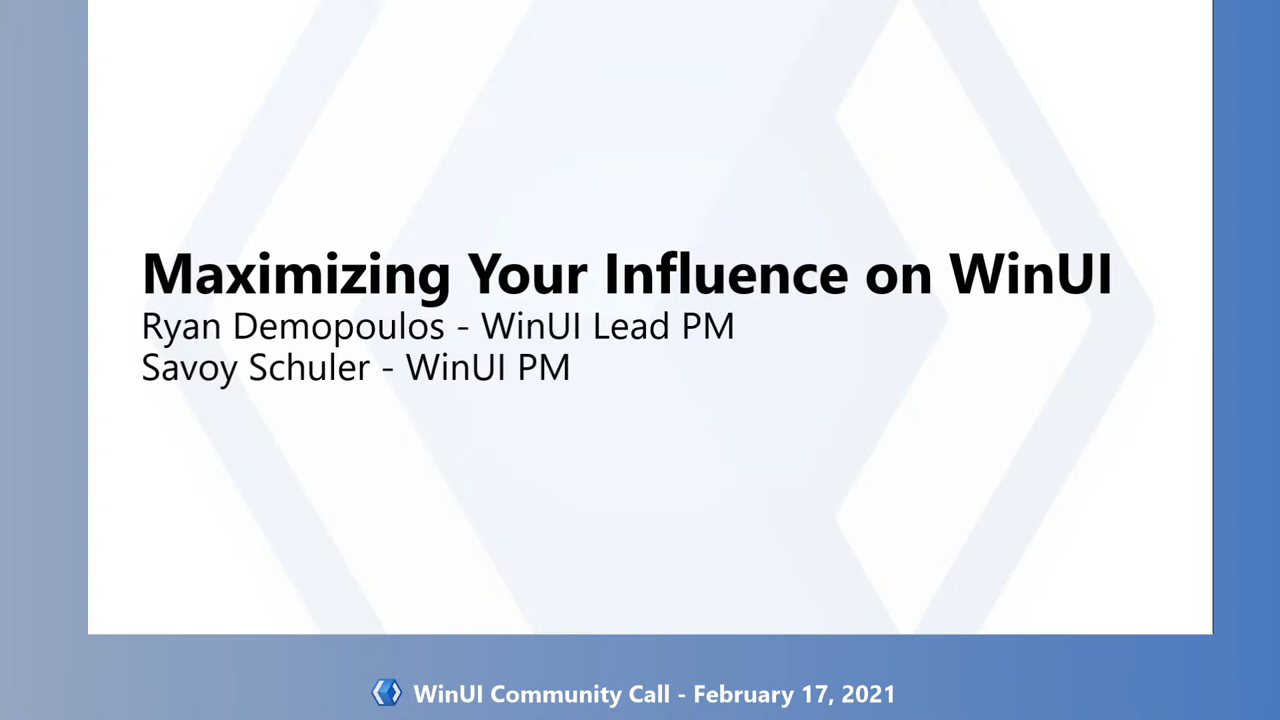 Maximizing Your Influence on WinUI
Ryan Demopoulos - WinUI Lead PM
Savoy Schuler - WinUI PM
WinUI Community Call - February 17, 2021